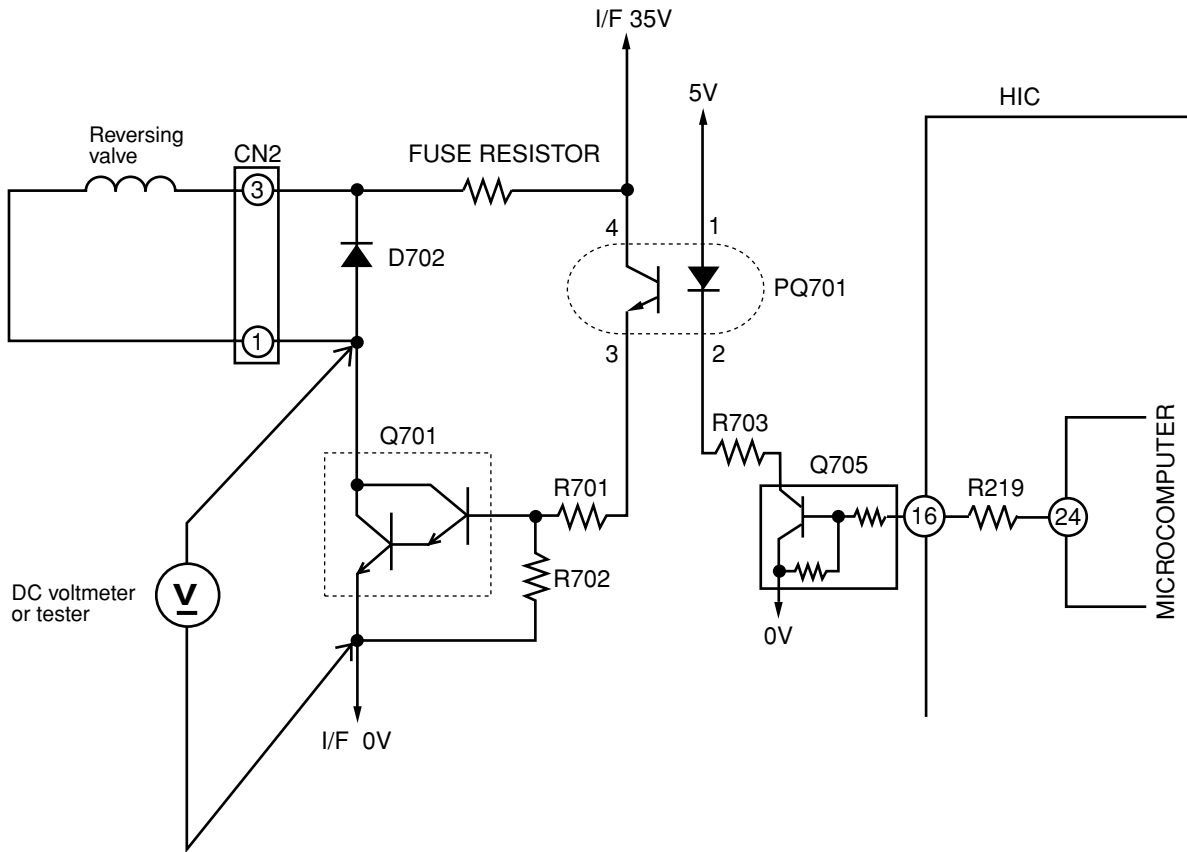 I/F 35V
5V
HIC
Reversing
valve
CN2
FUSE RESISTOR
3
4
1
D702
PQ701
1
3
2
R703
Q701
Q705
R701
R219
MICROCOMPUTER
16
24
R702
V
DC voltmeter
or tester
0V
I/F 0V